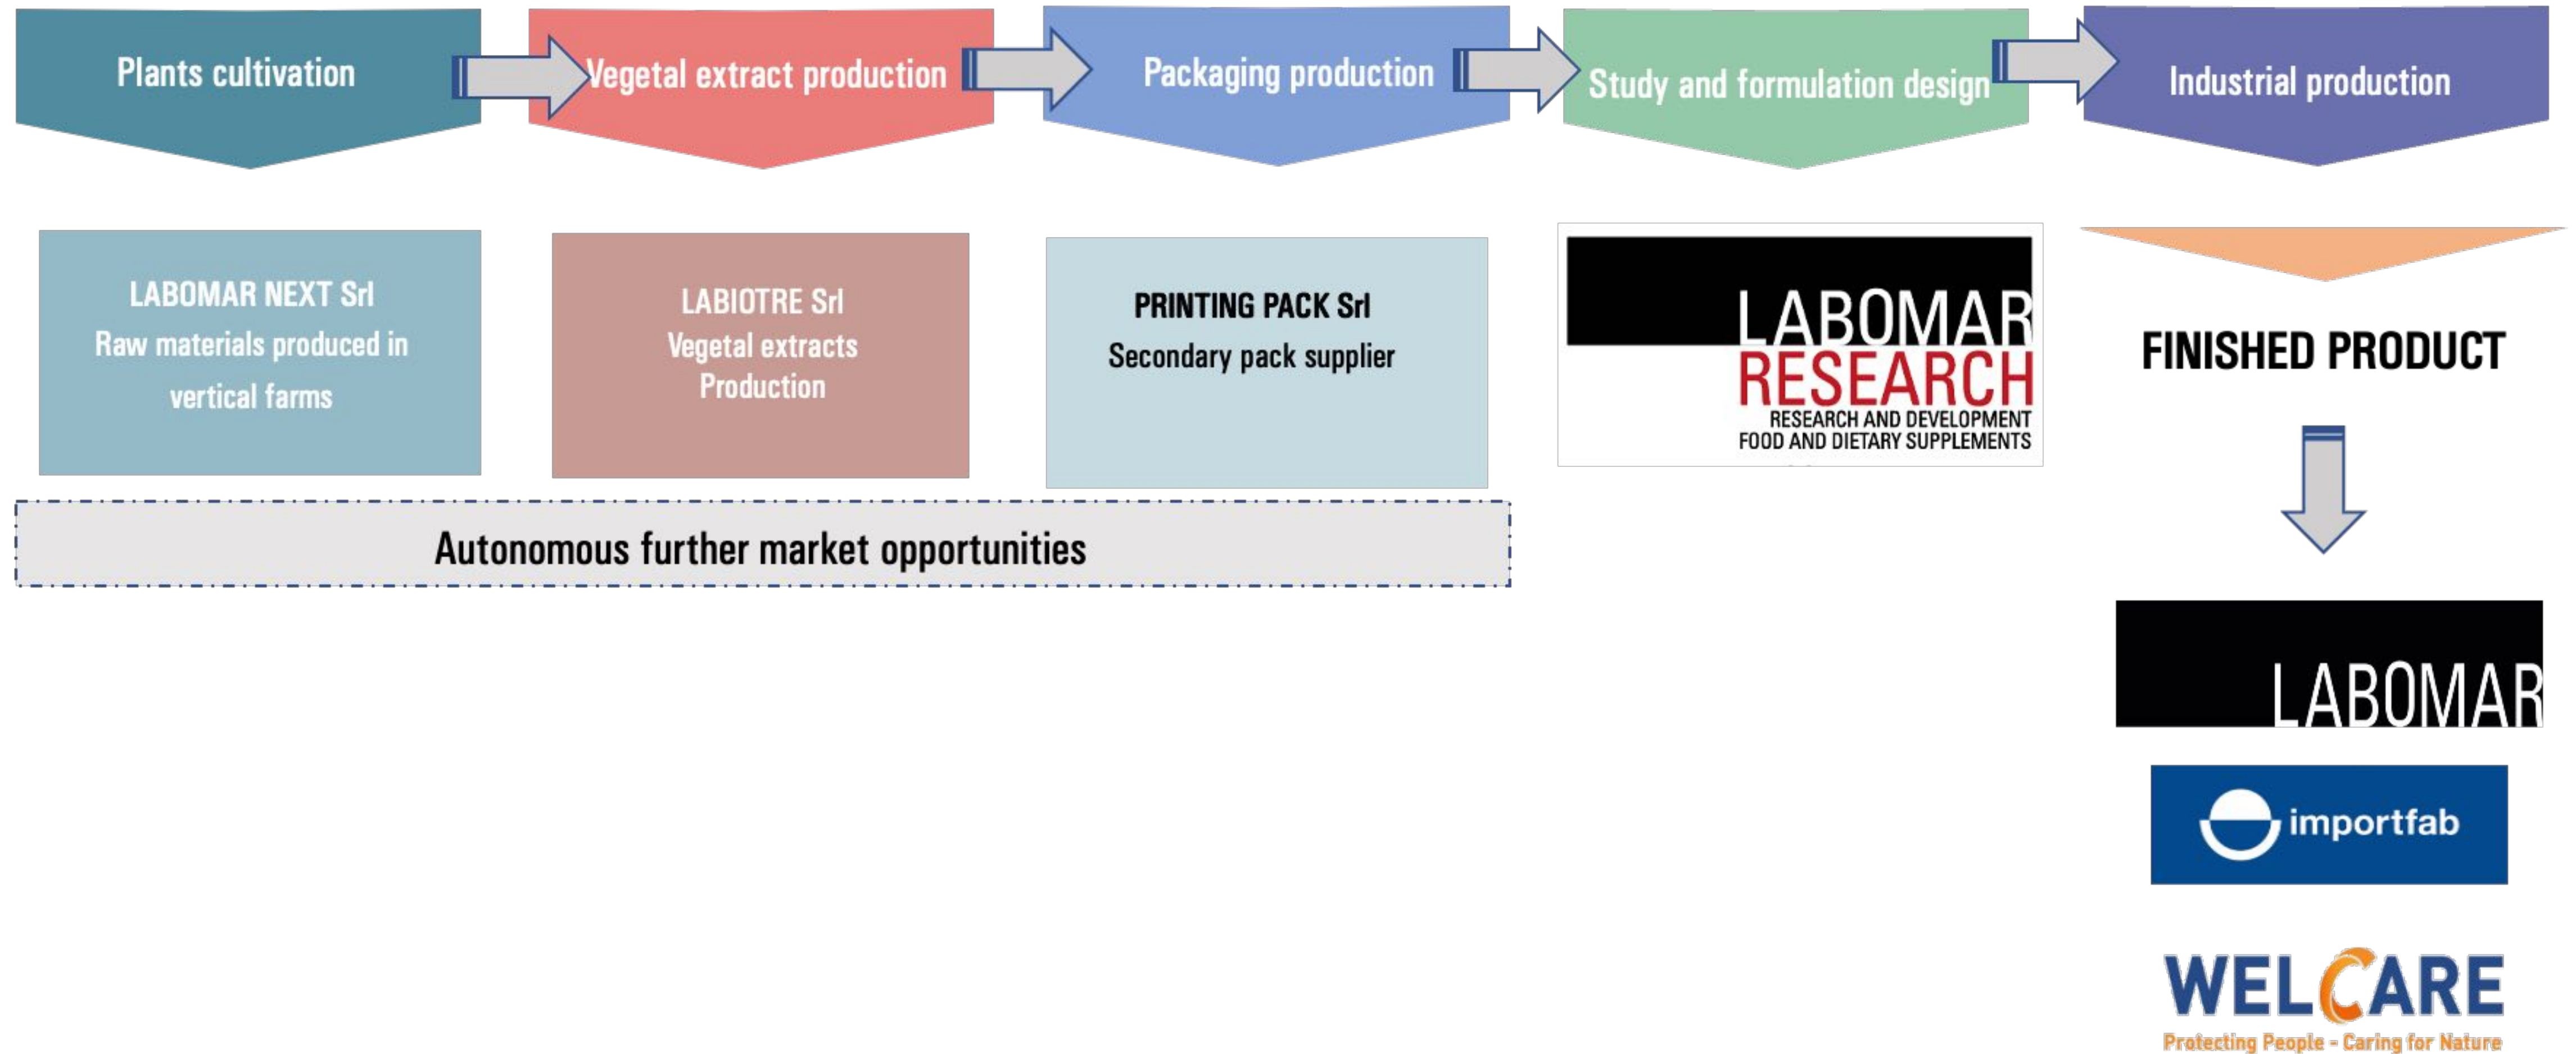 Plants cultivation
Vegetal extract production
Packaging production
Study and formulation design
Industrial production
LABOMAR NEXT Srl
Raw materials produced in
vertical farms
LABIOTRE Srl
Vegetal extracts
Production
PRINTING PACK Srl
Secondary pack supplier
LABOMAR
RESEARCH
RESEARCH AND DEVELOPMENT
FOOD AND DIETARY SUPPLEMENTS
FINISHED PRODUCT
Autonomous further market opportunities
LABOMAR
importfab
WELCARE
Protecting People - Caring for Nature